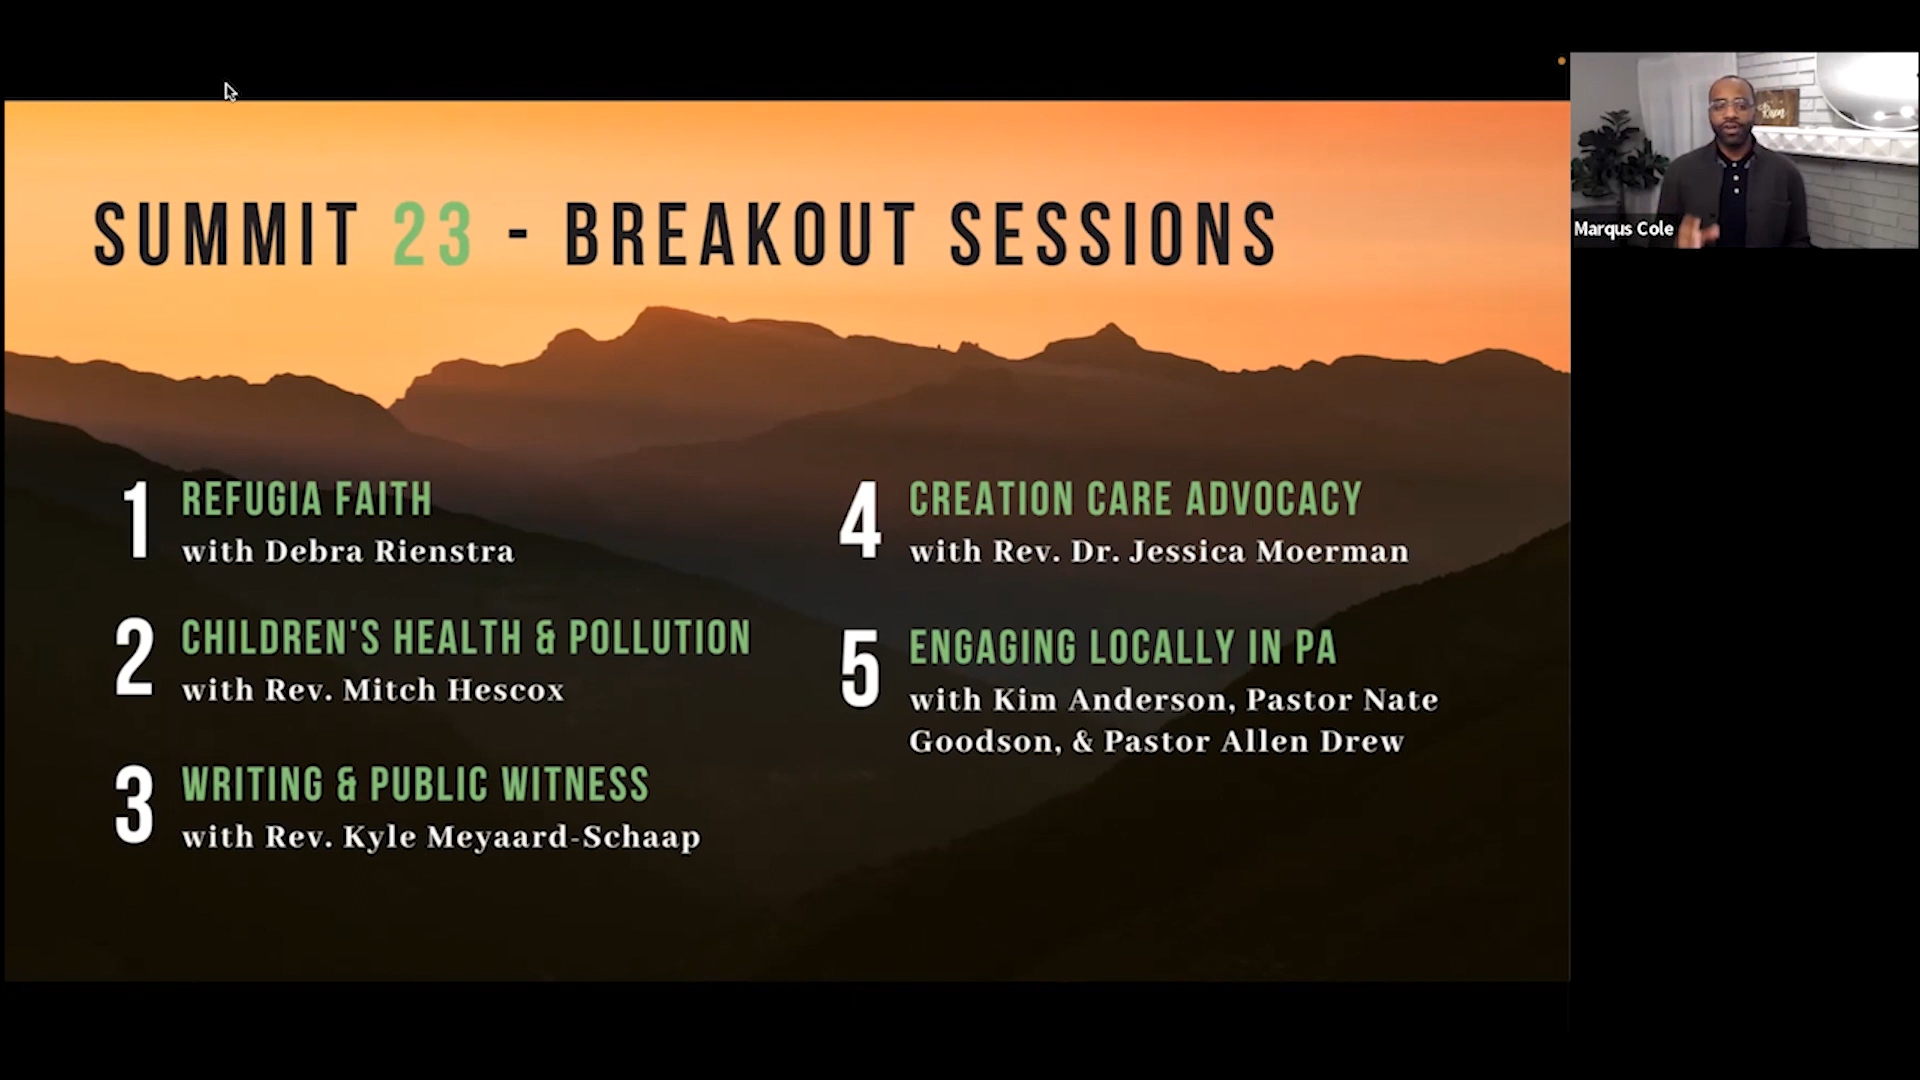 SUMMIT 23 - BREAKOUT SESSIONS
1 REFUGIA FAITH
with Debra Rienstra
2 CHILDREN'S HEALTH & POLLUTION
with Rev. Mitch Hescox
3 WRITING & PUBLIC WITNESS
with Rev. Kyle Meyaard-Schaap
4 CREATION CARE ADVOCACY
with Rev. Dr. Jessica Moerman
5 ENGAGING LOCALLY IN PA
with Kim Anderson, Pastor Nate
Goodson, & Pastor Allen Drew
Marqus Cole